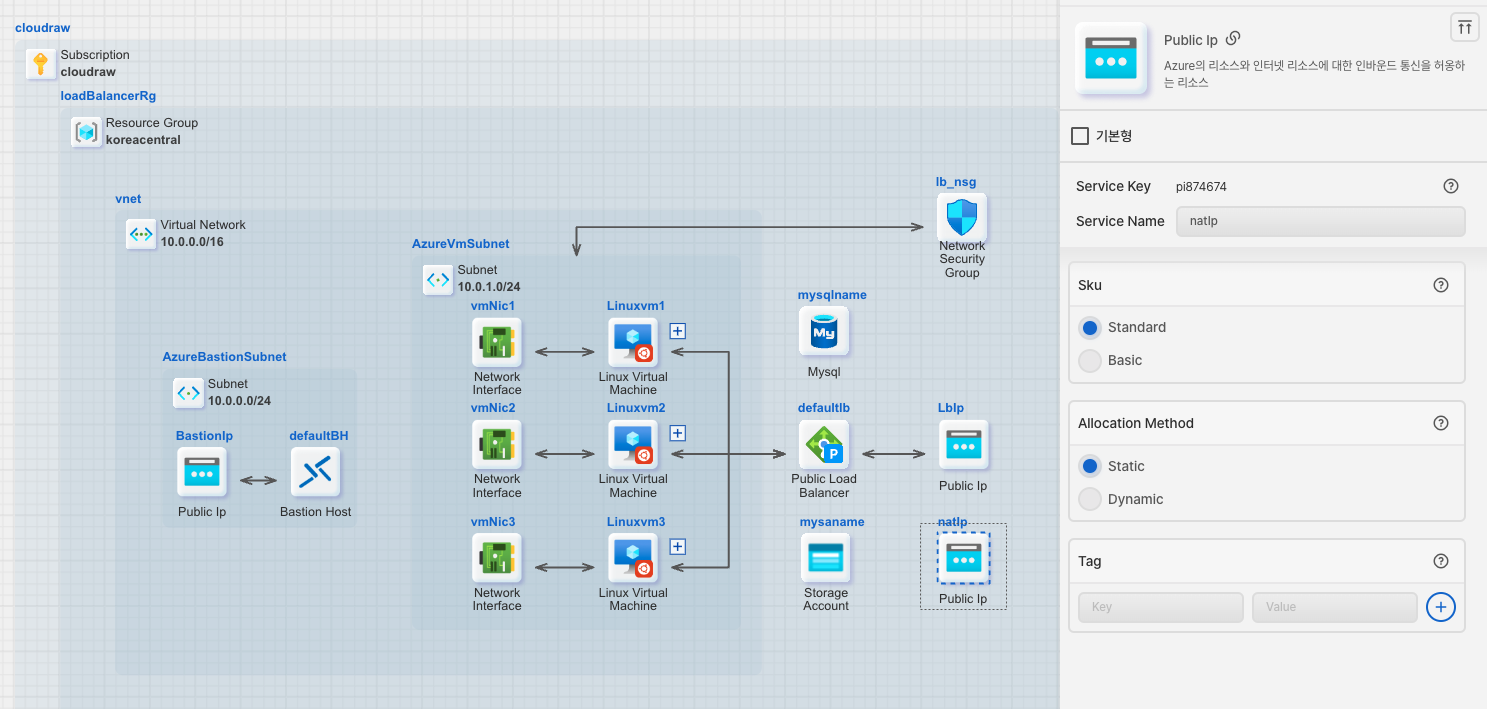 cloudraw
Subscription
cloudraw
loadBalancerRg
Resource Group
koreacentral
vnet
Virtual Network
10.0.0.0/16
AzureBastionSubnet
Subnet
10.0.0.0/24
BastionIp
Public Ip
defaultBH
Bastion Host
AzureVmSubnet
Subnet
10.0.1.0/24
vmNic1
Network
Interface
Linuxvm1
Linux Virtual
Machine
vmNic2
Network
Interface
Linuxvm2
Linux Virtual
Machine
vmNic3
Network
Interface
Linuxvm3
Linux Virtual
Machine
lb_nsg
Network
Security
Group
mysqlname
My
Mysql
defaultlb
P
Public Load
Balancer
LbIp
Public Ip
mysaname
Storage
Account
natIp
Public Ip
Public Ip
Azure의 리소스와 인터넷 리소스에 대한 인바운드 통신을 허용하
는 리소스
기본형
Service Key pi874674
Service Name natIp
Sku
Standard
Basic
Allocation Method
Static
Dynamic
Tag
Key Value